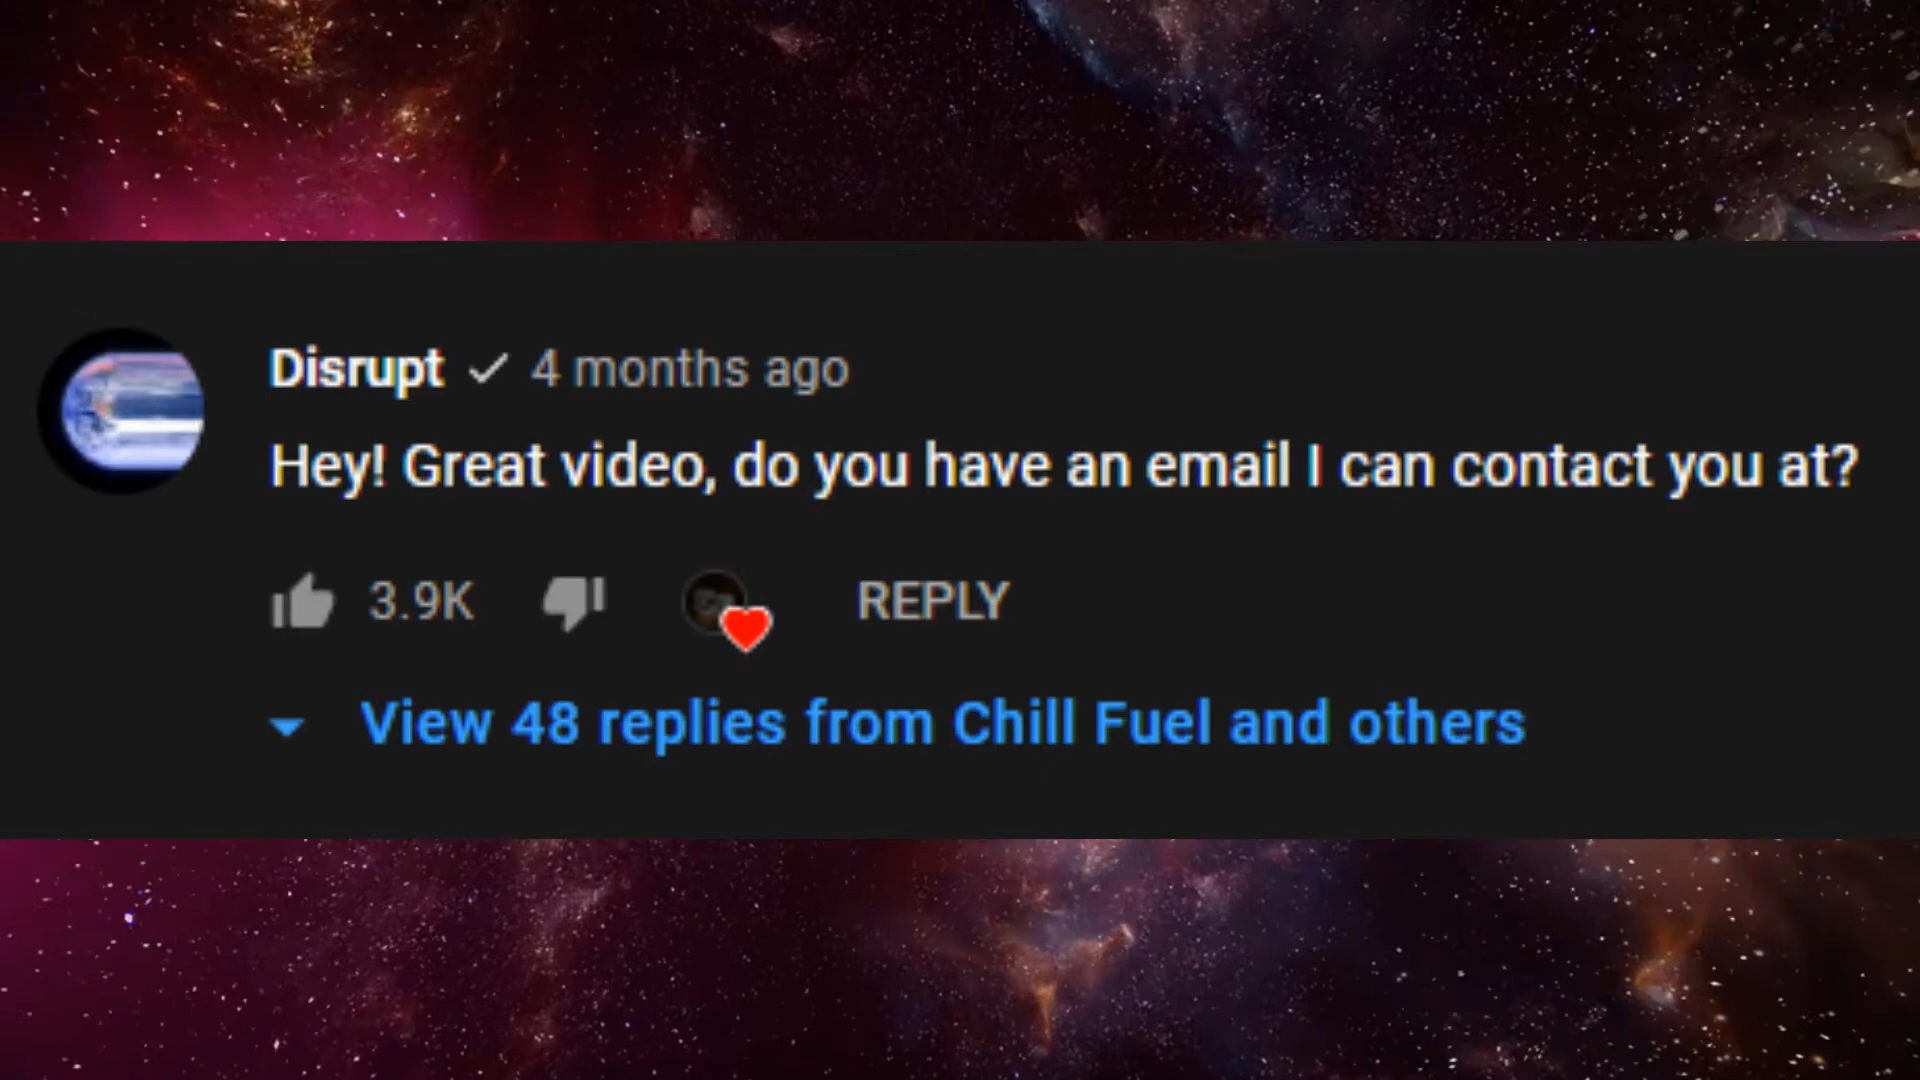 Disrupt ✓ 4 months ago
Hey! Great video, do you have an email I can contact you at?
3.9K REPLY
View 48 replies from Chill Fuel and others